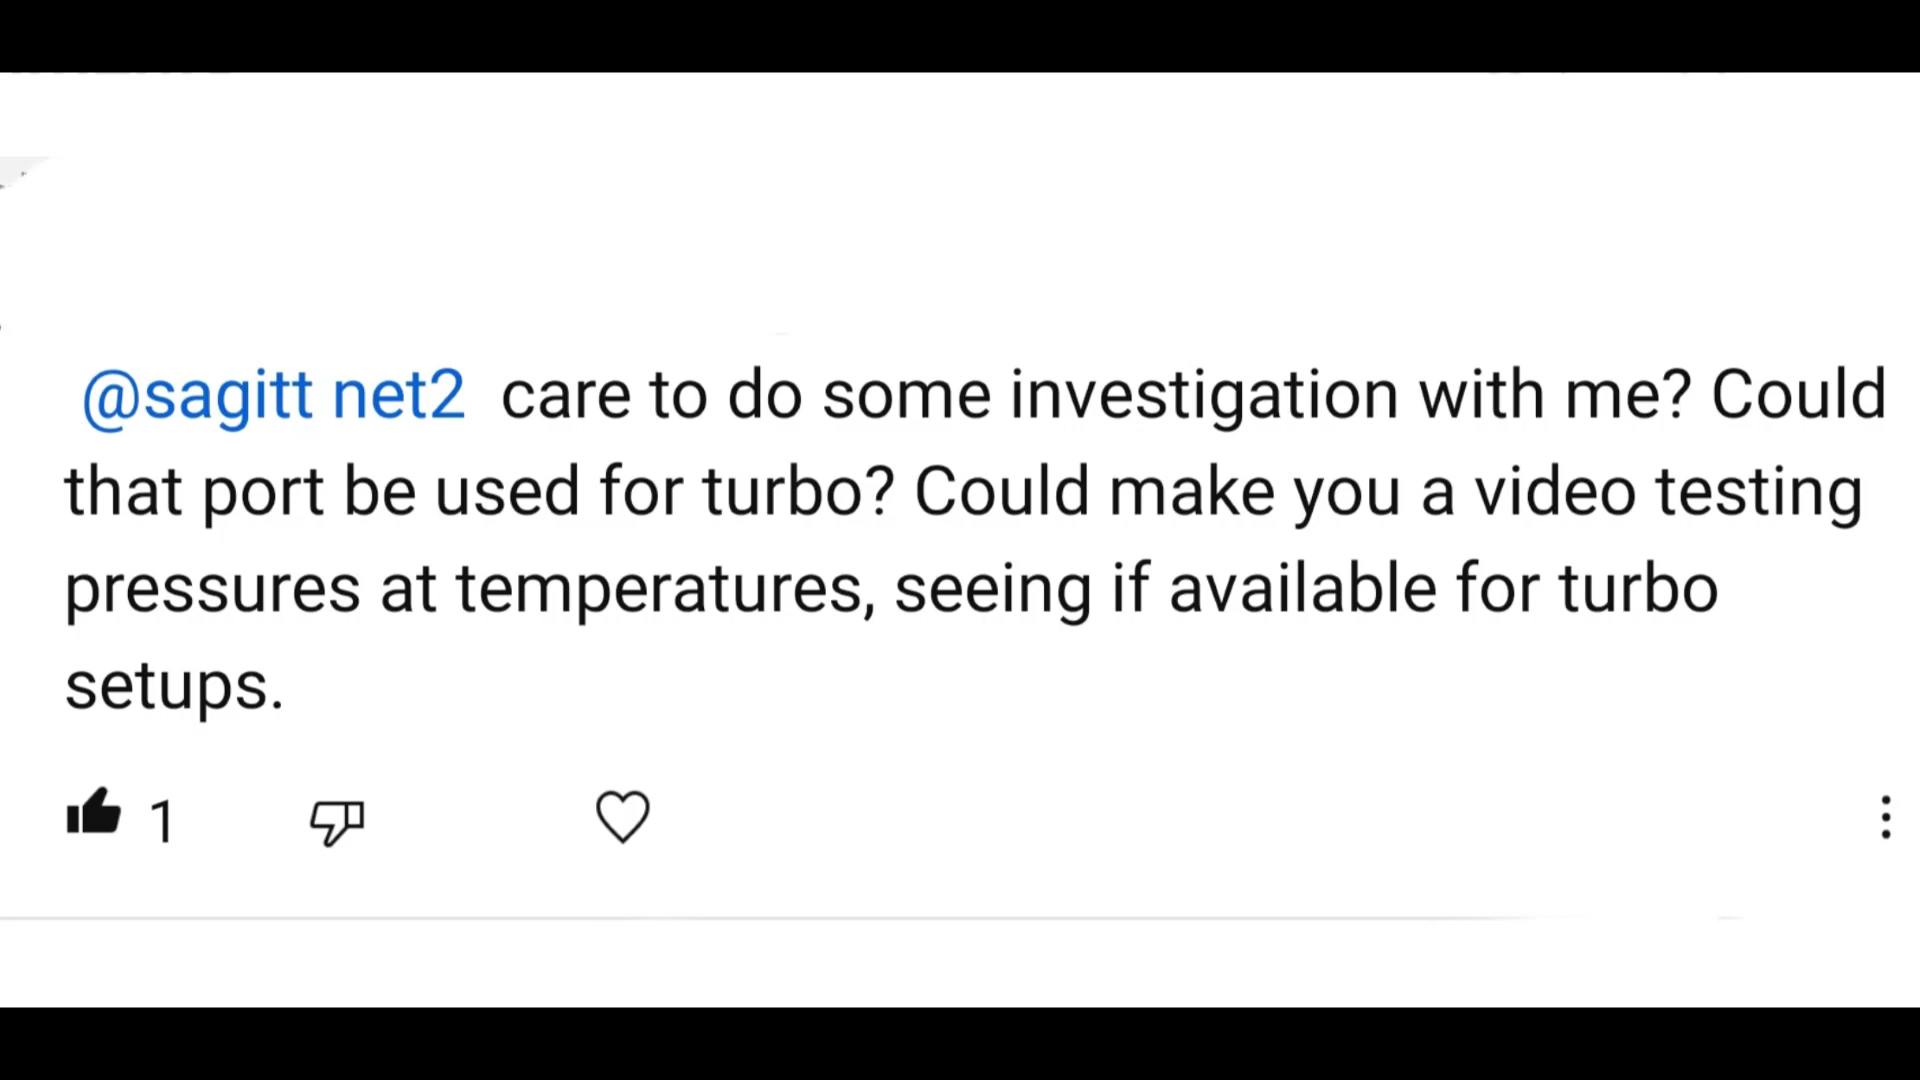 @sagitt net2 care to do some investigation with me? Could
that port be used for turbo? Could make you a video testing
pressures at temperatures, seeing if available for turbo
setups.
1